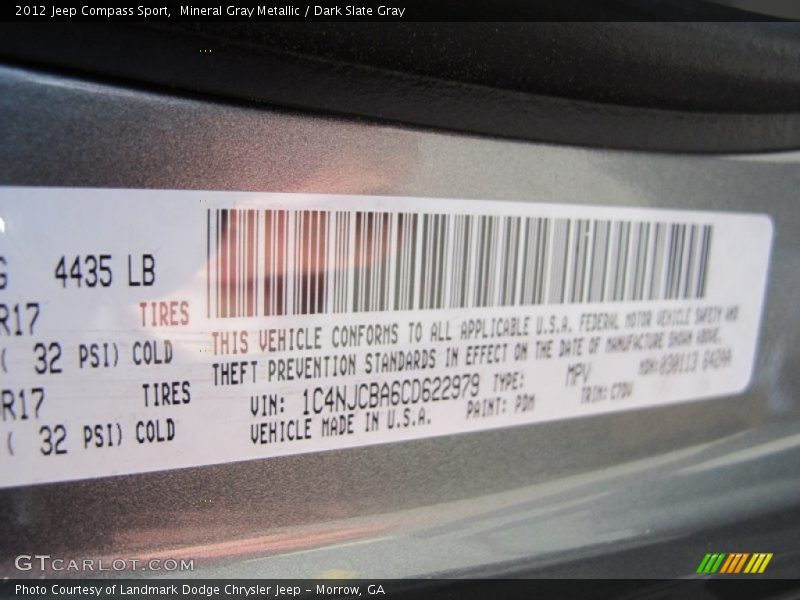 2012 Jeep Compass Sport, Mineral Gray Metallic / Dark Slate Gray
G 4435 LB
R17 TIRES
( 32 PSI) COLD
R17 TIRES
( 32 PSI) COLD
THIS VEHICLE CONFORMS TO ALL APPLICABLE U.S.A. FEDERAL MOTOR VEHICLE SAFETY AND
THEFT PREVENTION STANDARDS IN EFFECT ON THE DATE OF MANUFACTURE SHOWN ABOVE.
VIN: 1C4NJCBA6CD622979 TYPE: MPV MDH:
VEHICLE MADE IN U.S.A. PAINT: PDM TRIM: C7DV
GTCARLOT.COM
Photo Courtesy of Landmark Dodge Chrysler Jeep – Morrow, GA